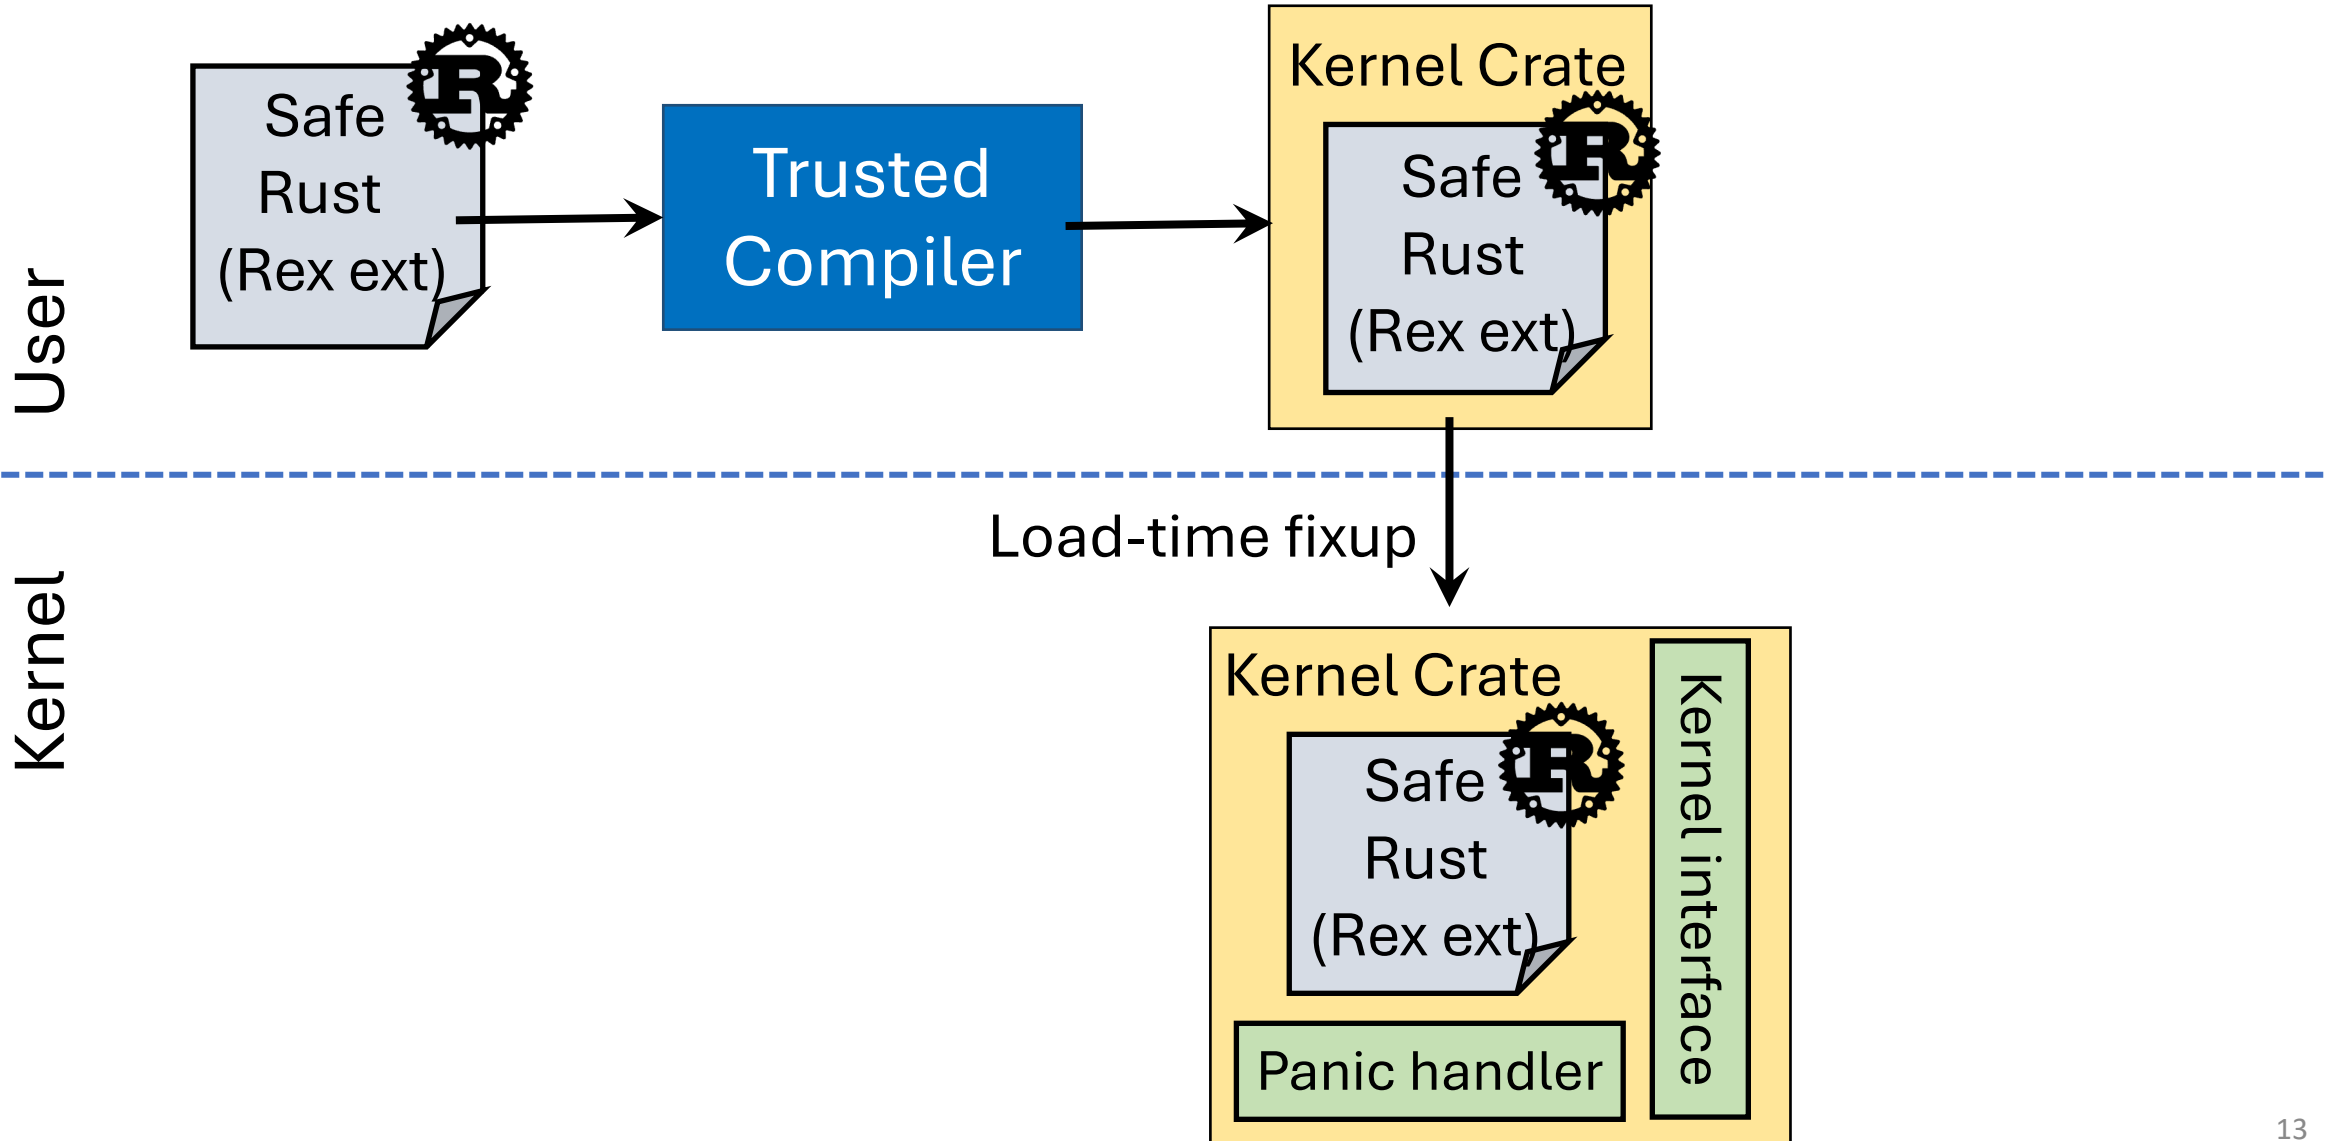 User
Safe
Rust
(Rex ext)
Trusted
Compiler
Kernel Crate
Safe
Rust
(Rex ext)
Load-time fixup
Kernel
Kernel Crate
Safe
Rust
(Rex ext)
Kernel interface
Panic handler
13